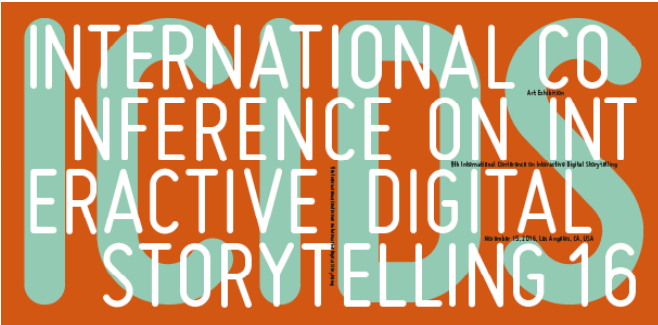 ICIDS
INTERNATIONAL CO
NFERENCE ON INT
ERACTIVE DIGITAL
STORYTELLING 16
Art Exhibition
9th International Conference on Interactive Digital Storytelling
November 15, 2016, Los Angeles, CA, USA